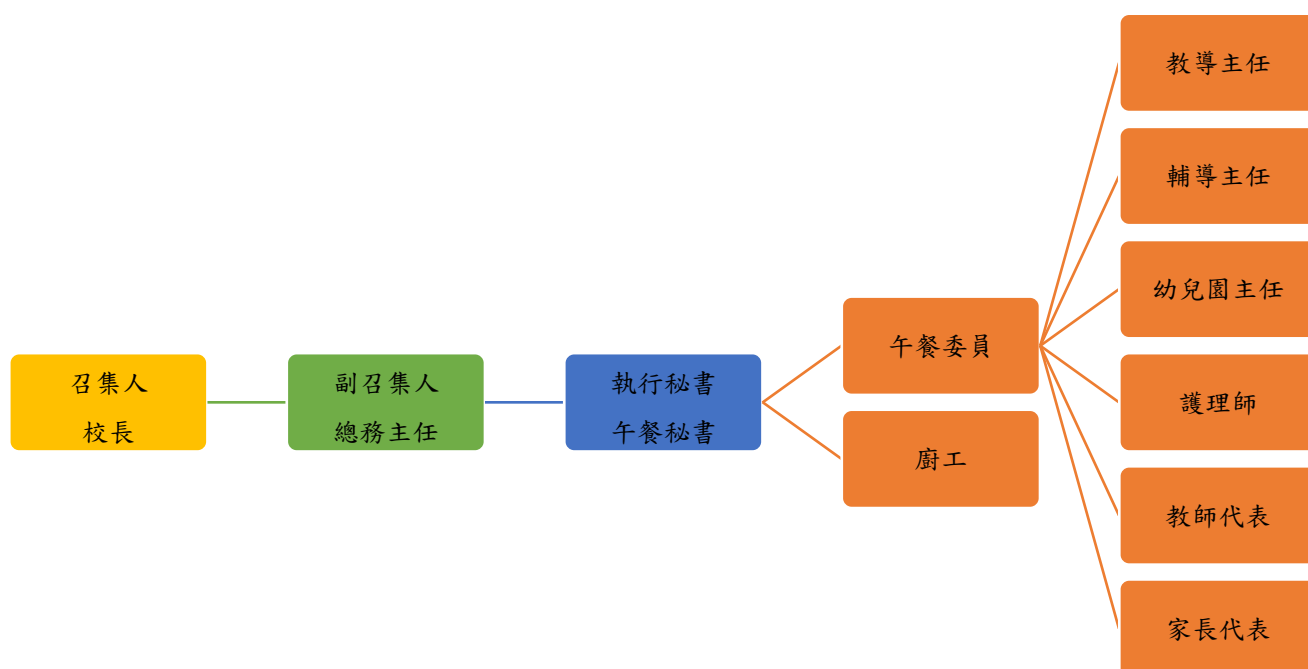 召集人
校長
副召集人
總務主任
執行秘書
午餐秘書
午餐委員
廚工
教導主任
輔導主任
幼兒園主任
護理師
教師代表
家長代表